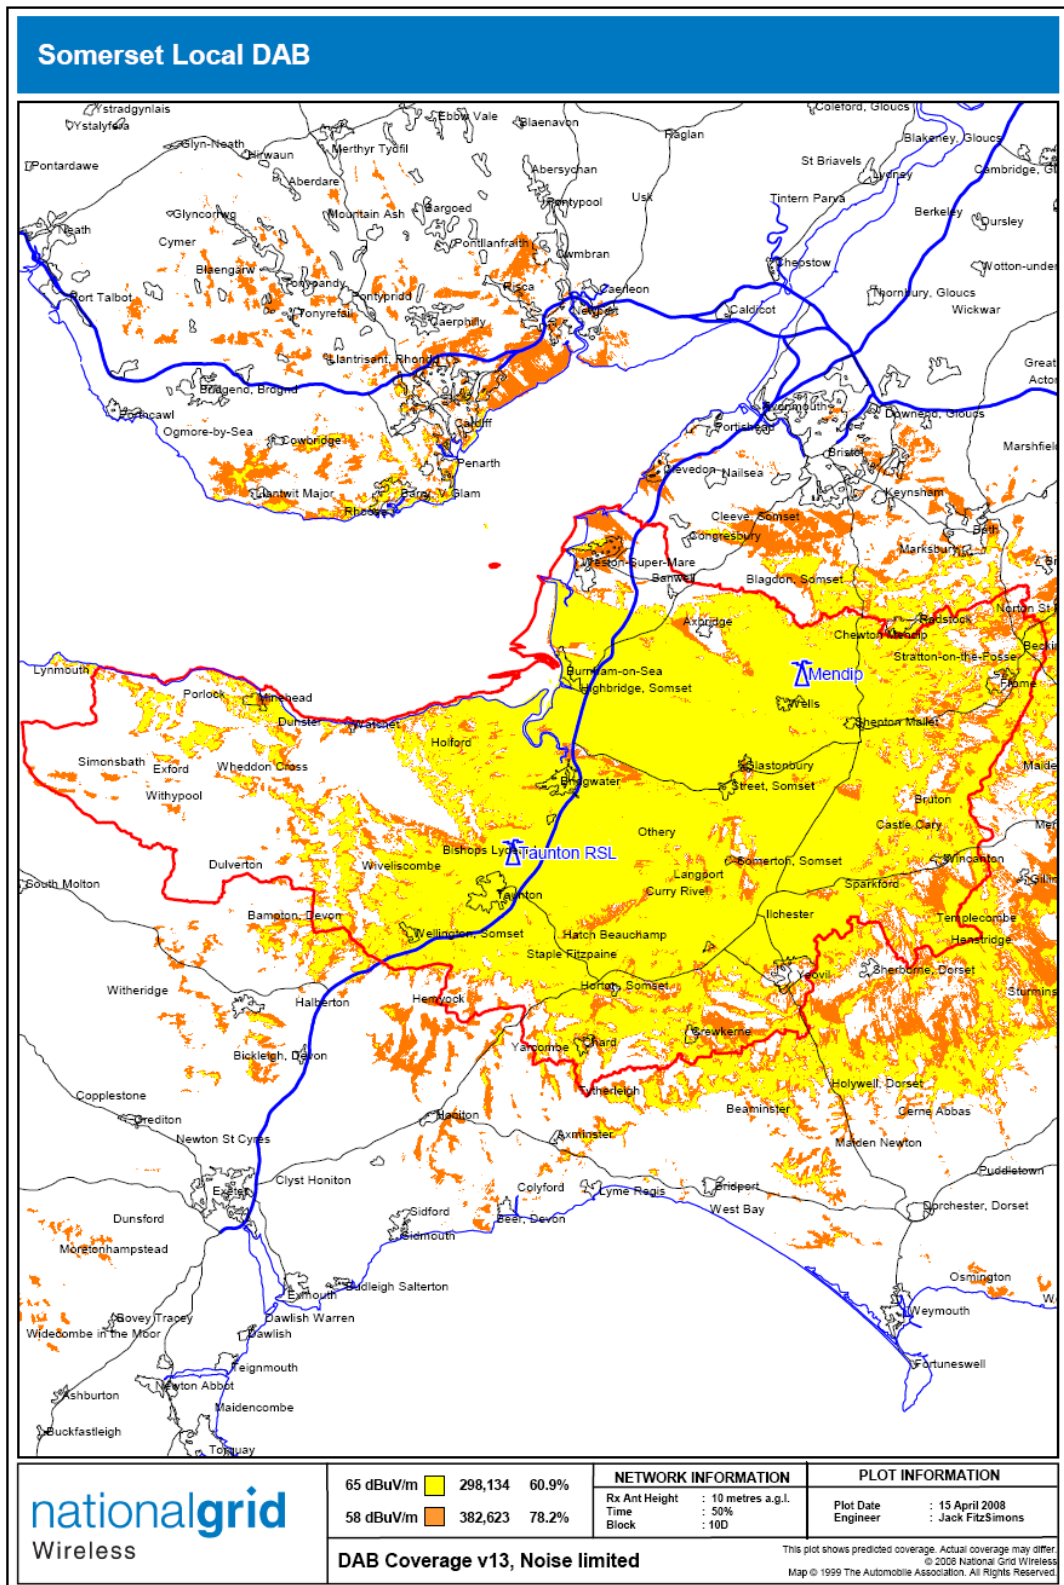 Somerset Local DAB
Ystradgynlais
Ystalyfera
Ebbw Vale
Blaenavon
Coleford, Gloucs
Raglan
Blakeney, Gloucs
Glyn-Neath
Hirwaun
Merthyr Tydfil
Pontardawe
Aberdare
Abersychan
St Briavels
Lydney
Usk
Tintern Parva
Glyncorrwg
Mountain Ash
Bargoed
Pontypool
Berkeley
Dursley
Neath
Cymer
Pontllanfraith
Cwmbran
Blaengarw
Tonypandy
Chepstow
Port Talbot
Pontypridd
Risca
Caerleon
Thornbury, Gloucs
Wickwar
Tonyrefail
Caerphilly
Newport
Caldicot
Llantrisant, Rhondd
Great
Acton
Bridgend, Brdgnd
Porthcawl
Avonmouth
Downend, Gloucs
Ogmore-by-Sea
Cowbridge
Cardiff
Portishead
Marshfield
Penarth
Bristol
Clevedon
Nailsea
Llantwit Major
Barry, V Glam
Keynsham
Rhoose
Cleeve, Somset
Congresbury
Bath
Marksbury
Weston-Super-Mare
Banwell
Blagdon, Somset
Axbridge
Radstock
Chewton Mendip
Stratton-on-the-Fosse
Lynmouth
Burnham-on-Sea
Mendip
Porlock
Minehead
Highbridge, Somset
Frome
Wells
Dunster
Watchet
Shepton Mallet
Holford
Simonsbath
Exford
Wheddon Cross
Glastonbury
Withypool
Bridgwater
Street, Somset
Bruton
Othery
Castle Cary
Bishops Lyde
Taunton RSL
Dulverton
Wiveliscombe
Somerton, Somset
Wincanton
Langport
South Molton
Taunton
Curry Rivel
Sparkford
Bampton, Devon
Ilchester
Templecombe
Wellington, Somset
Hatch Beauchamp
Henstridge
Staple Fitzpaine
Yeovil
Sherborne, Dorset
Witheridge
Halberton
Hemyock
Horton, Somset
Crewkerne
Bickleigh, Devon
Yarcombe
Chard
Copplestone
Tytherleigh
Holywell, Dorset
Crediton
Honiton
Beaminster
Cerne Abbas
Newton St Cyres
Axminster
Maiden Newton
Exeter
Clyst Honiton
Colyford
Lyme Regis
Bridport
Puddletown
Dunsford
Sidford
Beer, Devon
West Bay
Dorchester, Dorset
Moretonhampstead
Sidmouth
Osmington
Exmouth
Budleigh Salterton
Bovey Tracey
Dawlish Warren
Weymouth
Widecombe in the Moor
Dawlish
Teignmouth
Fortuneswell
Ashburton
Newton Abbot
Maidencombe
Buckfastleigh
Torquay
nationalgrid
Wireless
65 dBuV/m 298,134 60.9%
58 dBuV/m 382,623 78.2%
NETWORK INFORMATION
Rx Ant Height : 10 metres a.g.l.
Time : 50%
Block : 10D
PLOT INFORMATION
Plot Date : 15 April 2008
Engineer : Jack FitzSimons
DAB Coverage v13, Noise limited
This plot shows predicted coverage. Actual coverage may differ.
© 2008 National Grid Wireless
Map © 1999 The Automobile Association. All Rights Reserved.